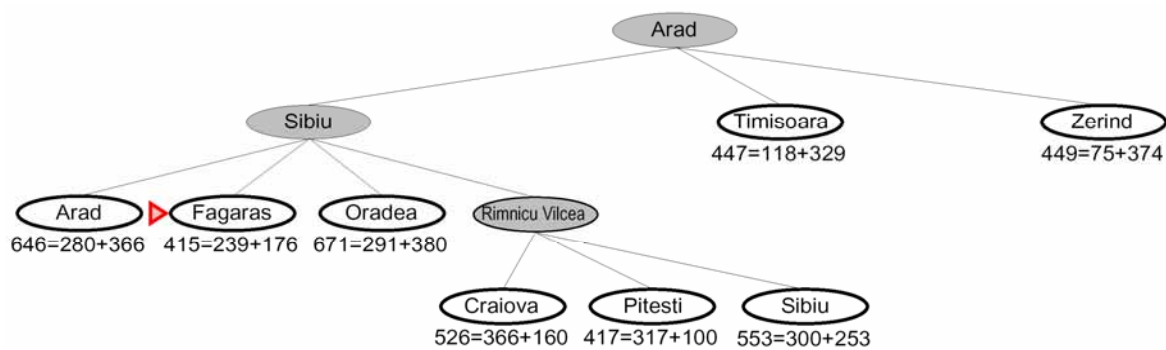 Arad
Sibiu
Timisoara
Zerind
447=118+329
449=75+374
Arad
Fagaras
Oradea
Rimnicu Vilcea
646=280+366
415=239+176
671=291+380
Craiova
Pitesti
Sibiu
526=366+160
417=317+100
553=300+253